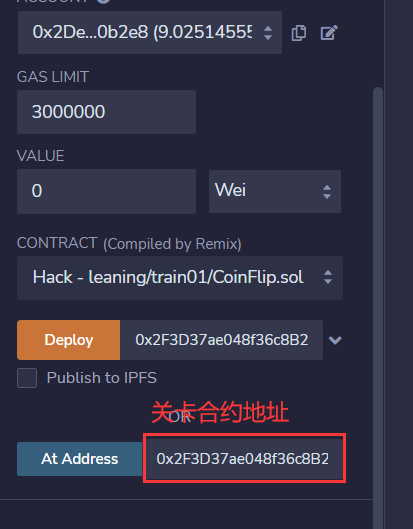 0x2De...0b2e8 (9.02514555
GAS LIMIT
3000000
VALUE
0
Wei
CONTRACT (Compiled by Remix)
Hack - leaning/train01/CoinFlip.sol
Deploy
0x2F3D37ae048f36c8B2
Publish to IPFS
关卡合约地址
OR
At Address
0x2F3D37ae048f36c8B2